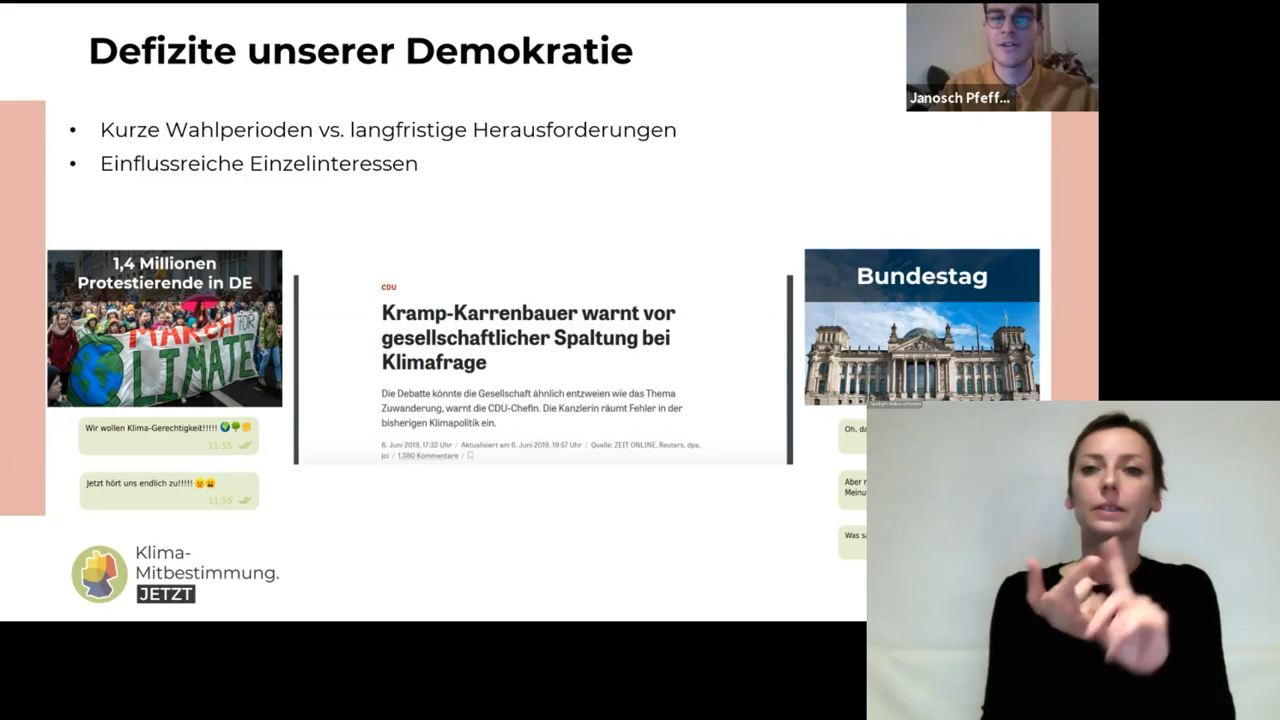 Defizite unserer Demokratie
Janosch Pfeff...
• Kurze Wahlperioden vs. langfristige Herausforderungen
• Einflussreiche Einzelinteressen
1,4 Millionen
Protestierende in DE
MARCH FOR
CLIMATE
Wir wollen Klima-Gerechtigkeit!!!!!
11:55
Jetzt hört uns endlich zu!!!!!
11:55
CDU
Kramp-Karrenbauer warnt vor
gesellschaftlicher Spaltung bei
Klimafrage
Die Debatte könnte die Gesellschaft ähnlich entzweien wie das Thema
Zuwanderung, warnt die CDU-Chefin. Die Kanzlerin räumt Fehler in der
bisherigen Klimapolitik ein.
6. Juni 2019, 17:32 Uhr / Aktualisiert am 6. Juni 2019, 19:57 Uhr / Quelle: ZEIT ONLINE, Reuters, dpa,
jci / 1.380 Kommentare /
Bundestag
Oh, da
Aber
Meinu
Was sa
Klima-
Mitbestimmung.
JETZT